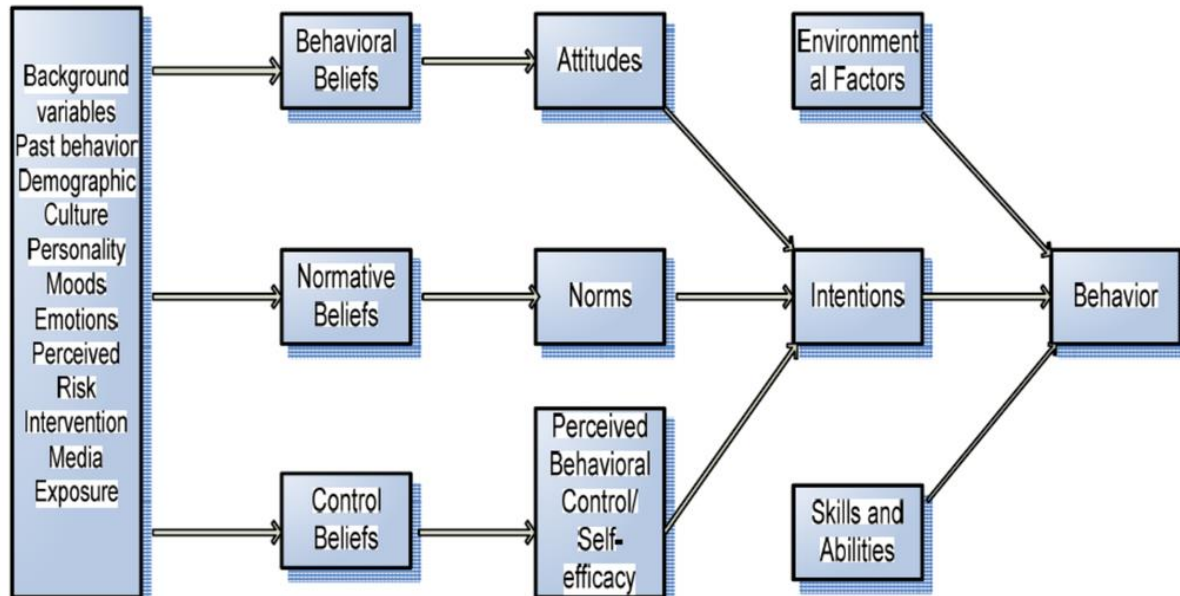 Background
variables
Past behavior
Demographic
Culture
Personality
Moods
Emotions
Perceived
Risk
Intervention
Media
Exposure
Behavioral
Beliefs
Attitudes
Environment
al Factors
Normative
Beliefs
Norms
Intentions
Behavior
Control
Beliefs
Perceived
Behavioral
Control/
Self-
efficacy
Skills and
Abilities